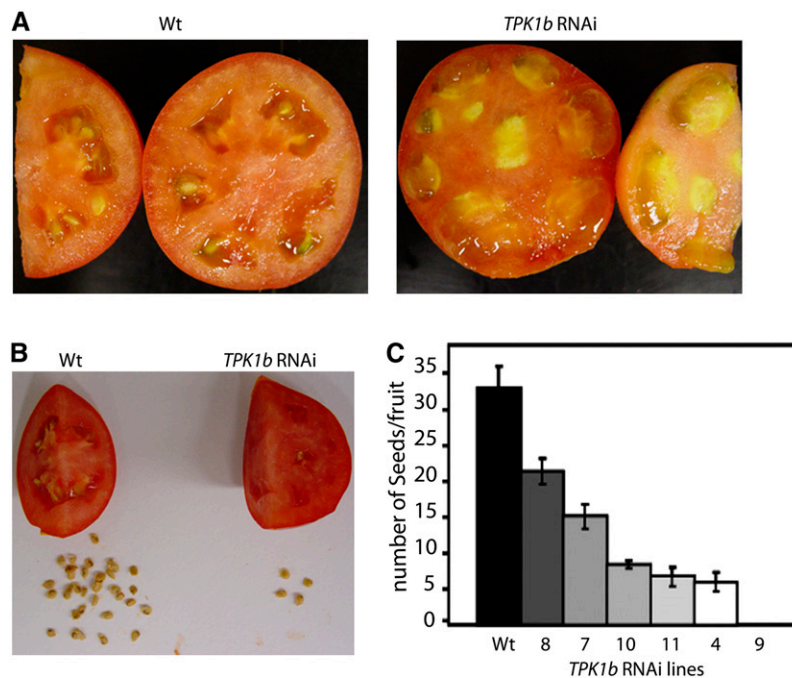 A
Wt
TPK1b RNAi
B
Wt
TPK1b RNAi
C
number of Seeds/fruit
35
30
20
15
10
5
0
Wt 8 7 10 11 4 9
TPK1b RNAi lines